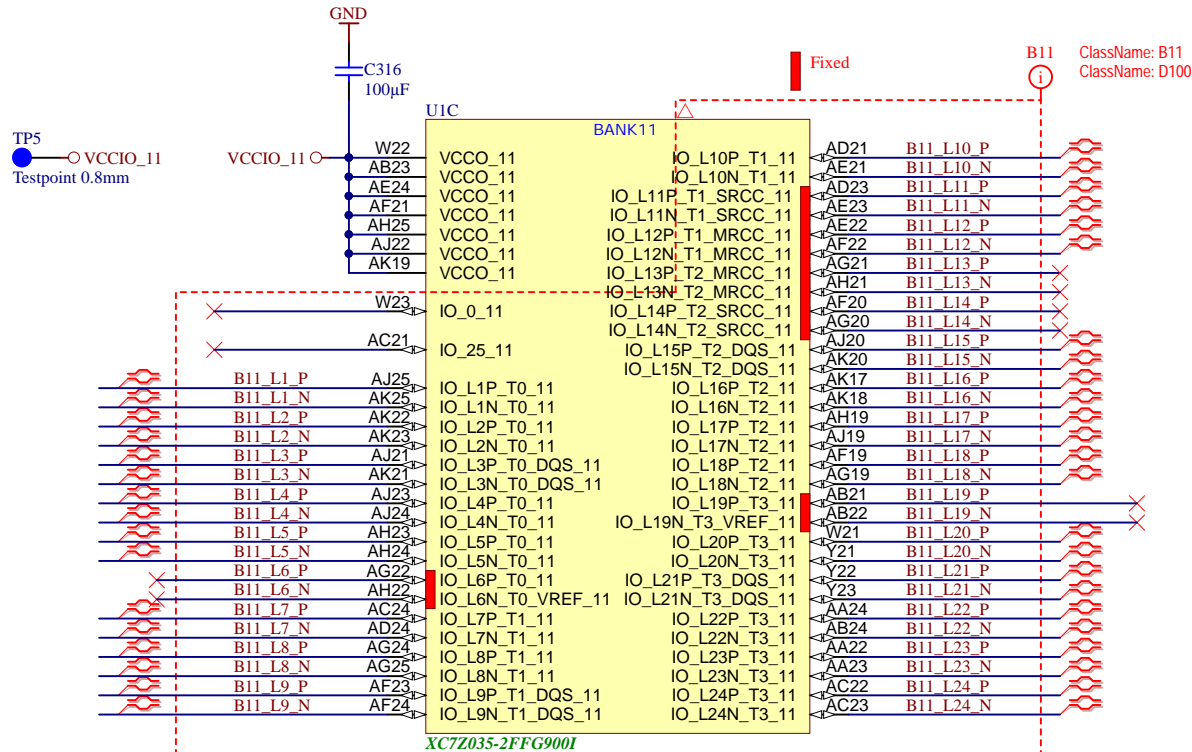 GND
C316
100µF
Fixed
B11
i
ClassName: B11
ClassName: D100
TP5
VCCIO_11
Testpoint 0.8mm
VCCIO_11
U1C
BANK11
W22 VCCO_11
AB23 VCCO_11
AE24 VCCO_11
AF21 VCCO_11
AH25 VCCO_11
AJ22 VCCO_11
AK19 VCCO_11
W23 IO_0_11
AC21 IO_25_11
B11_L1_P AJ25 IO_L1P_T0_11
B11_L1_N AK25 IO_L1N_T0_11
B11_L2_P AK22 IO_L2P_T0_11
B11_L2_N AK23 IO_L2N_T0_11
B11_L3_P AJ21 IO_L3P_T0_DQS_11
B11_L3_N AK21 IO_L3N_T0_DQS_11
B11_L4_P AJ23 IO_L4P_T0_11
B11_L4_N AJ24 IO_L4N_T0_11
B11_L5_P AH23 IO_L5P_T0_11
B11_L5_N AH24 IO_L5N_T0_11
B11_L6_P AG22 IO_L6P_T0_11
B11_L6_N AH22 IO_L6N_T0_VREF_11
B11_L7_P AC24 IO_L7P_T1_11
B11_L7_N AD24 IO_L7N_T1_11
B11_L8_P AG24 IO_L8P_T1_11
B11_L8_N AG25 IO_L8N_T1_11
B11_L9_P AF23 IO_L9P_T1_DQS_11
B11_L9_N AF24 IO_L9N_T1_DQS_11
IO_L10P_T1_11 AD21 B11_L10_P
IO_L10N_T1_11 AE21 B11_L10_N
IO_L11P_T1_SRCC_11 AD23 B11_L11_P
IO_L11N_T1_SRCC_11 AE23 B11_L11_N
IO_L12P_T1_MRCC_11 AE22 B11_L12_P
IO_L12N_T1_MRCC_11 AF22 B11_L12_N
IO_L13P_T2_MRCC_11 AG21 B11_L13_P
IO_L13N_T2_MRCC_11 AH21 B11_L13_N
IO_L14P_T2_SRCC_11 AF20 B11_L14_P
IO_L14N_T2_SRCC_11 AG20 B11_L14_N
IO_L15P_T2_DQS_11 AJ20 B11_L15_P
IO_L15N_T2_DQS_11 AK20 B11_L15_N
IO_L16P_T2_11 AK17 B11_L16_P
IO_L16N_T2_11 AK18 B11_L16_N
IO_L17P_T2_11 AH19 B11_L17_P
IO_L17N_T2_11 AJ19 B11_L17_N
IO_L18P_T2_11 AF19 B11_L18_P
IO_L18N_T2_11 AG19 B11_L18_N
IO_L19P_T3_11 AB21 B11_L19_P
IO_L19N_T3_VREF_11 AB22 B11_L19_N
IO_L20P_T3_11 W21 B11_L20_P
IO_L20N_T3_11 Y21 B11_L20_N
IO_L21P_T3_DQS_11 Y22 B11_L21_P
IO_L21N_T3_DQS_11 Y23 B11_L21_N
IO_L22P_T3_11 AA24 B11_L22_P
IO_L22N_T3_11 AB24 B11_L22_N
IO_L23P_T3_11 AA22 B11_L23_P
IO_L23N_T3_11 AA23 B11_L23_N
IO_L24P_T3_11 AC22 B11_L24_P
IO_L24N_T3_11 AC23 B11_L24_N
XC7Z035-2FFG900I